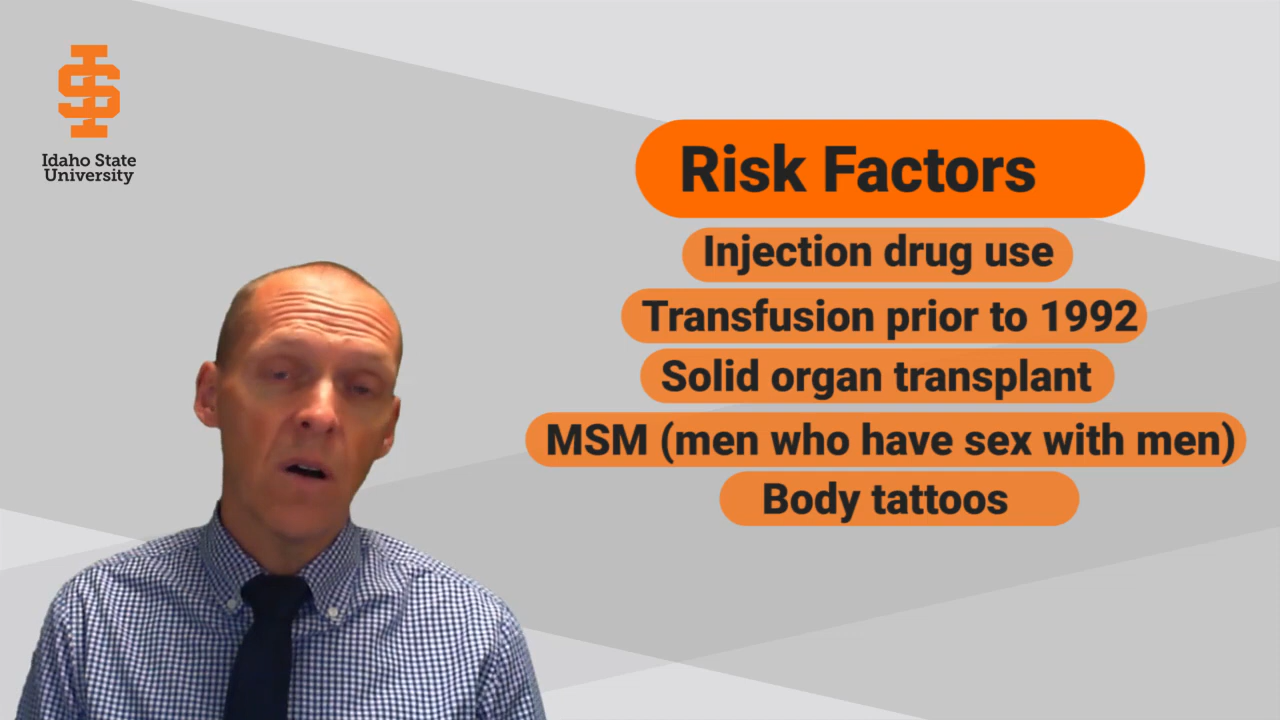 Idaho State
University
Risk Factors
Injection drug use
Transfusion prior to 1992
Solid organ transplant
MSM (men who have sex with men)
Body tattoos